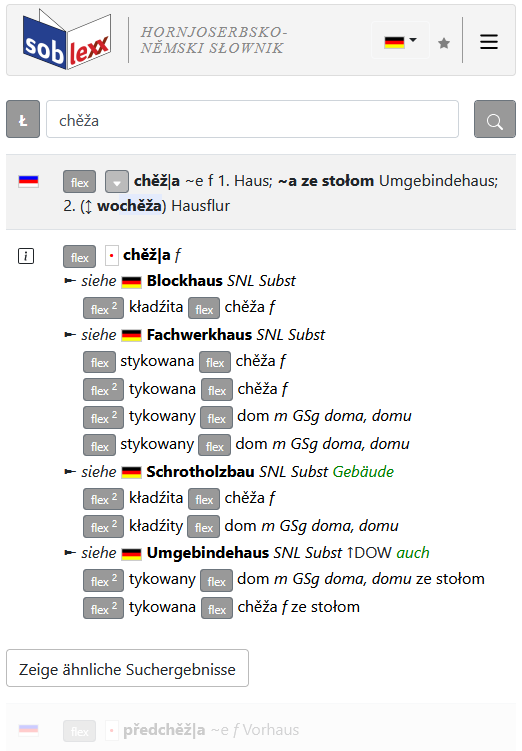 soblexx
HORNJOSERBSKO-
NĚMSKI SŁOWNIK
Ł chěža
flex chěž|a ~e f 1. Haus; ~a ze stołom Umgebindehaus;
2. (↕ wochěža) Hausflur
i flex chěž|a f
siehe Blockhaus SNL Subst
flex 2 kładźita flex chěža f
siehe Fachwerkhaus SNL Subst
flex stykowana flex chěža f
flex 2 tykowana flex chěža f
flex 2 tykowany flex dom m GSg doma, domu
flex stykowany flex dom m GSg doma, domu
siehe Schrotholzbau SNL Subst Gebäude
flex 2 kładźita flex chěža f
flex 2 kładźity flex dom m GSg doma, domu
siehe Umgebindehaus SNL Subst ↑DOW auch
flex 2 tykowany flex dom m GSg doma, domu ze stołom
flex 2 tykowana flex chěža f ze stołom
Zeige ähnliche Suchergebnisse
flex předchěž|a ~e f Vorhaus